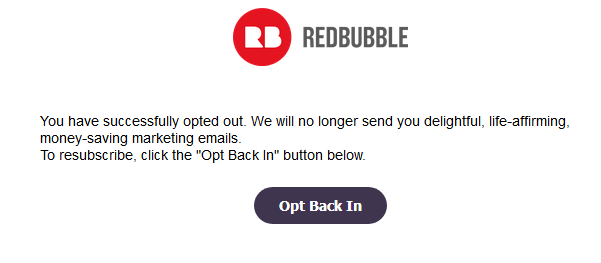 RB REDBUBBLE
You have successfully opted out. We will no longer send you delightful, life-affirming,
money-saving marketing emails.
To resubscribe, click the "Opt Back In" button below.
Opt Back In